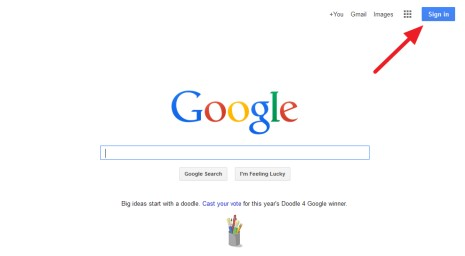 +You Gmail Images Sign in
Google
Google Search I'm Feeling Lucky
Big ideas start with a doodle. Cast your vote for this year's Doodle 4 Google winner.